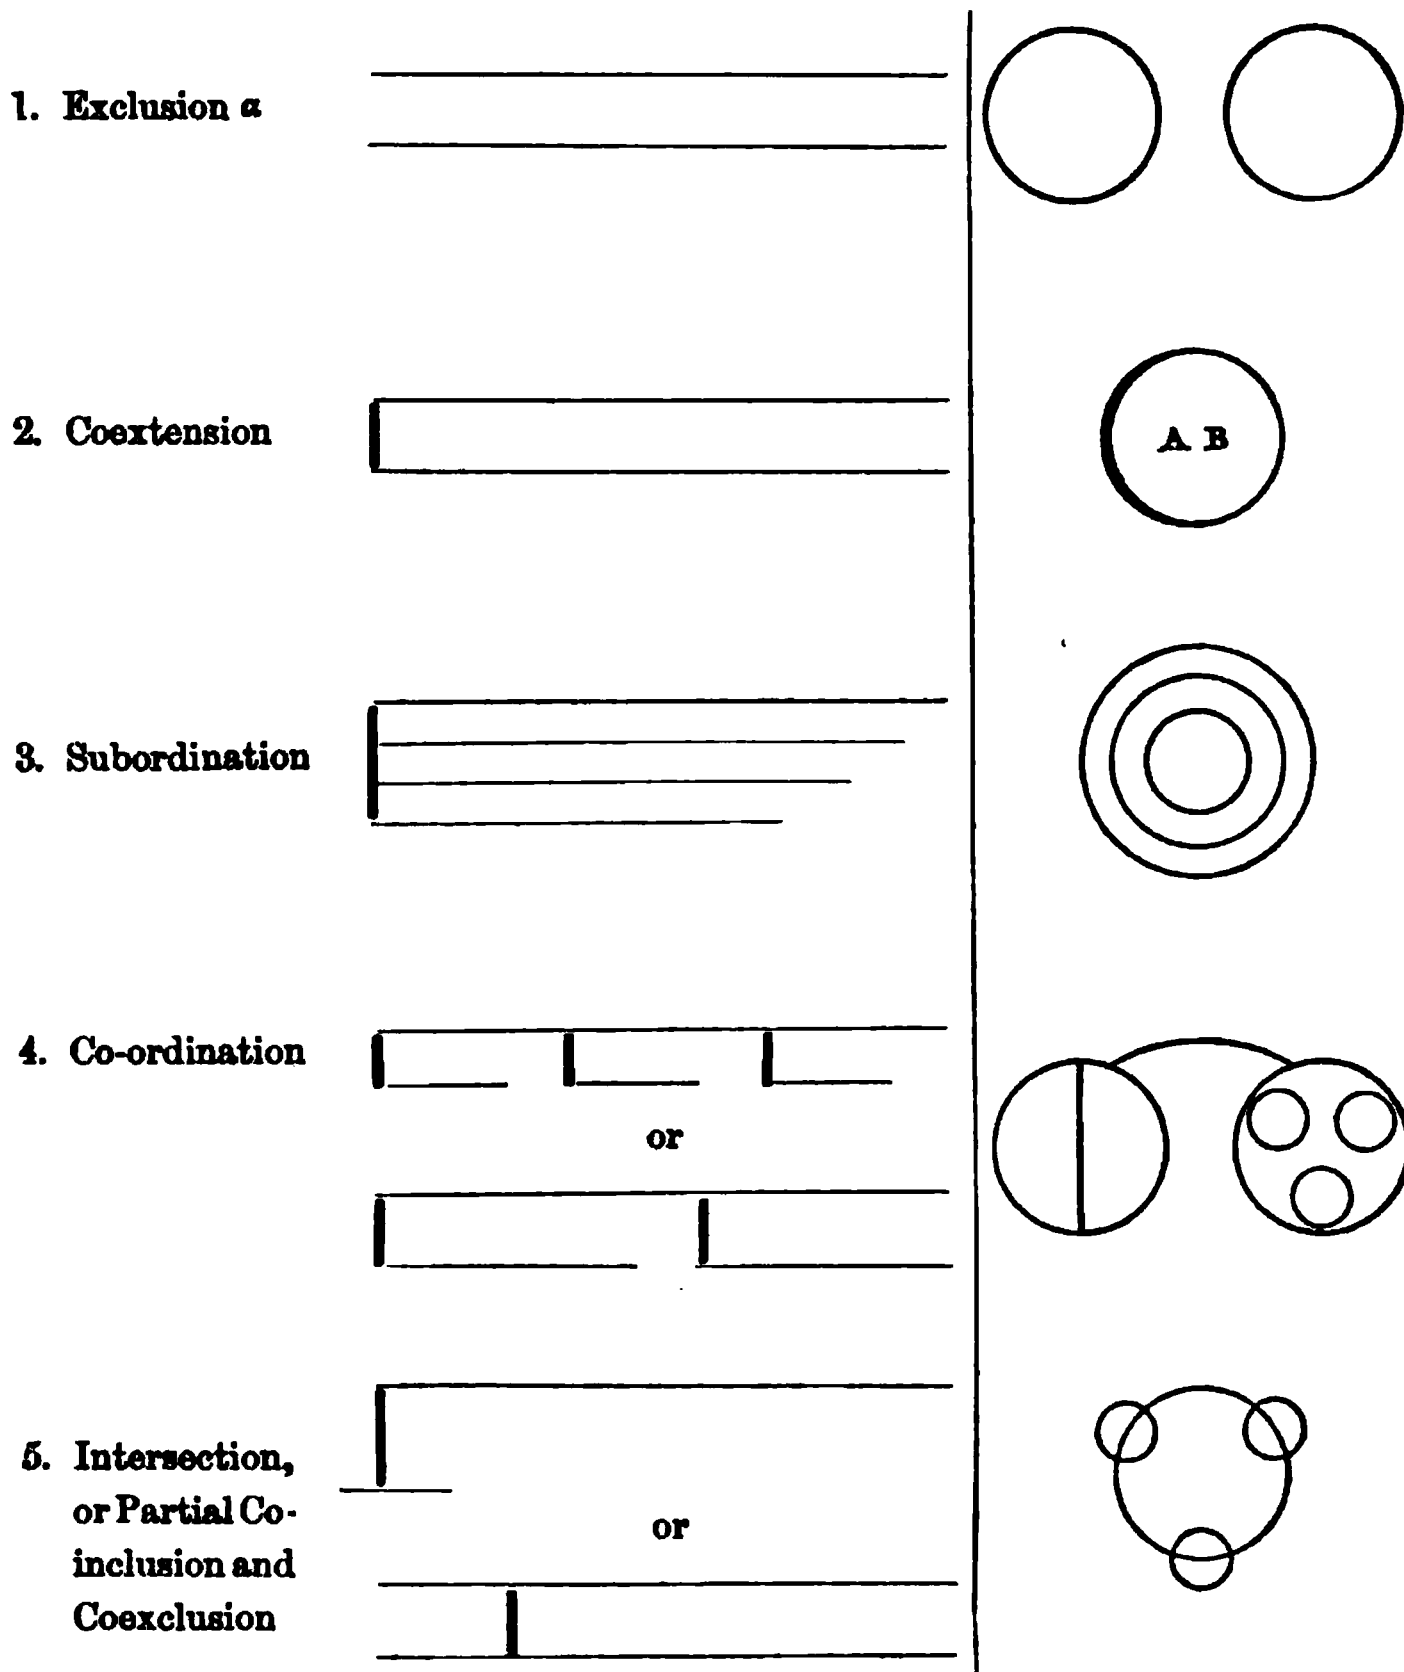 1. Exclusion α
2. Coextension
A B
3. Subordination
4. Co-ordination
or
5. Intersection,
or Partial Co-
inclusion and
Coexclusion
or